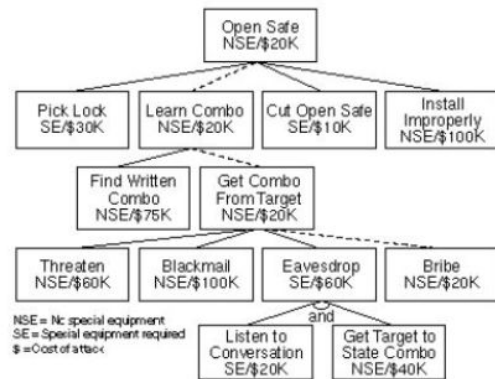 Open Safe
NSE/$20K
Pick Lock
SE/$30K
Learn Combo
NSE/$20K
Cut Open Safe
SE/$10K
Install
Improperly
NSE/$100K
Find Written
Combo
NSE/$75K
Get Combo
From Target
NSE/$20K
Threaten
NSE/$60K
Blackmail
NSE/$100K
Eavesdrop
SE/$60K
Bribe
NSE/$20K
NSE = No special equipment
SE = Special equipment required
$ = Cost of attack
and
Listen to
Conversation
SE/$20K
Get Target to
State Combo
NSE/$40K